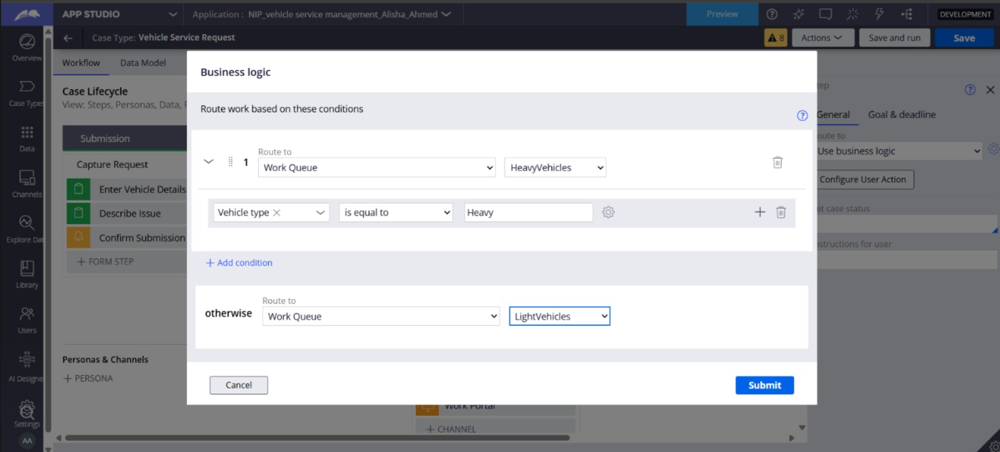 APP STUDIO
Application : NIP_vehicle service management_Alisha_Ahmed
Preview
DEVELOPMENT
Case Type: Vehicle Service Request
8
Actions
Save and run
Save
Overview
Case Types
Data
Channels
Explore Dat
Library
Users
AI Designe
Settings
AA
Workflow
Data Model
Case Lifecycle
View: Steps, Personas, Data,
Submission
Capture Request
Enter Vehicle Details
Describe Issue
Confirm Submission
+ FORM STEP
Personas & Channels
+ PERSONA
Business logic
Route work based on these conditions
1
Route to
Work Queue
HeavyVehicles
Vehicle type
is equal to
Heavy
+ Add condition
otherwise
Route to
Work Queue
LightVehicles
Cancel
Submit
Work Portal
+ CHANNEL
tep
General
Goal & deadline
oute to
Use business logic
Configure User Action
et case status
nstructions for user